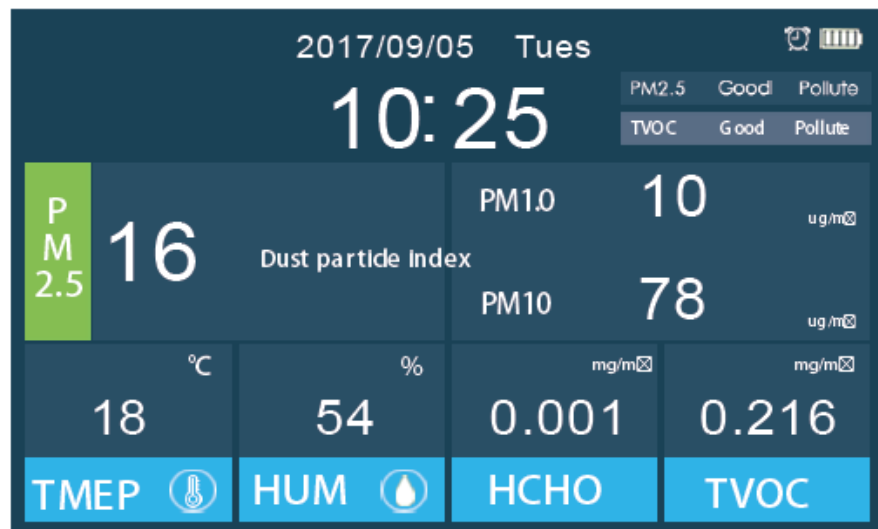 2017/09/05 Tues
10:25
PM2.5 Good Pollute
TVOC Good Pollute
PM2.5
16
Dust particle index
PM1.0 10 ug/m☒
PM10 78 ug/m☒
℃ % mg/m☒ mg/m☒
18 54 0.001 0.216
TMEP HUM HCHO TVOC